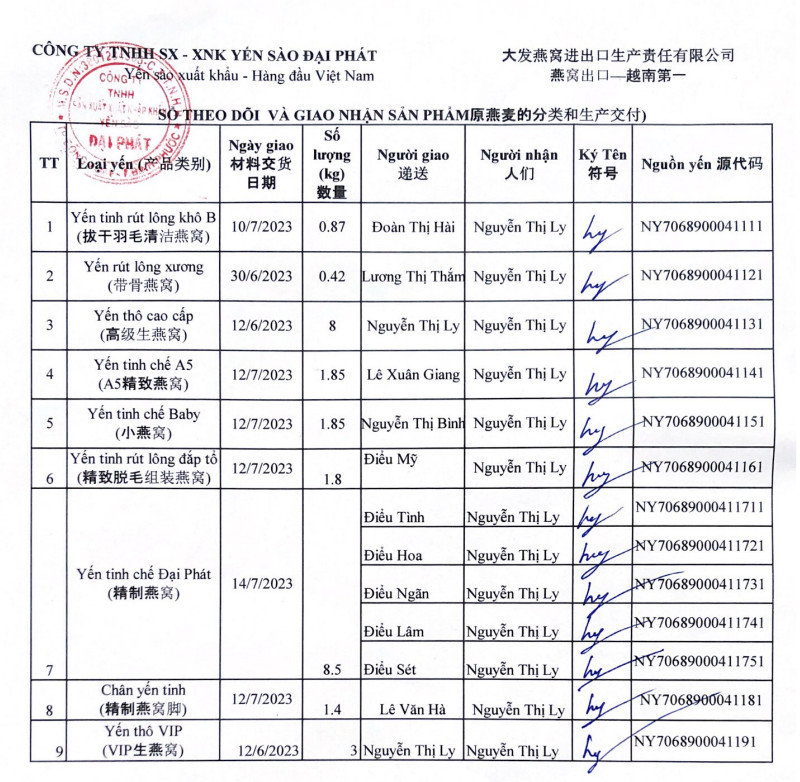 CÔNG TY TNHH SX - XNK YẾN SÀO ĐẠI PHÁT
Yến sào xuất khẩu - Hàng đầu Việt Nam
大发燕窝进出口生产责任有限公司
燕窝出口—越南第一
CÔNG TY
TNHH
YẾN SÀO
ĐẠI PHÁT
SỔ THEO DÕI VÀ GIAO NHẬN SẢN PHẨM原燕麦的分类和生产交付)
TT
Loại yến (产品类别)
Ngày giao
材料交货
日期
Số
lượng
(kg)
数量
Người giao
递送
Người nhận
人们
Ký Tên
符号
Nguồn yến 源代码
1
Yến tinh rút lông khô B
(拔干羽毛清洁燕窝)
10/7/2023
0.87
Đoàn Thị Hài
Nguyễn Thị Ly
ly
NY7068900041111
2
Yến rút lông xương
(带骨燕窝)
30/6/2023
0.42
Lương Thị Thắm
Nguyễn Thị Ly
ly
NY7068900041121
3
Yến thô cao cấp
(高级生燕窝)
12/6/2023
8
Nguyễn Thị Ly
Nguyễn Thị Ly
ly
NY7068900041131
4
Yến tinh chế A5
(A5精致燕窝)
12/7/2023
1.85
Lê Xuân Giang
Nguyễn Thị Ly
ly
NY7068900041141
5
Yến tinh chế Baby
(小燕窝)
12/7/2023
1.85
Nguyễn Thị Bình
Nguyễn Thị Ly
ly
NY7068900041151
6
Yến tinh rút lông đắp tổ
(精致脱毛组装燕窝)
12/7/2023
1.8
Điểu Mỹ
Nguyễn Thị Ly
ly
NY7068900041161
7
Yến tinh chế Đại Phát
(精制燕窝)
14/7/2023
8.5
Điểu Tình
Nguyễn Thị Ly
ly
NY70689000411711
Điểu Hoa
Nguyễn Thị Ly
ly
NY70689000411721
Điểu Ngãn
Nguyễn Thị Ly
ly
NY70689000411731
Điểu Lâm
Nguyễn Thị Ly
ly
NY70689000411741
Điểu Sét
Nguyễn Thị Ly
ly
NY70689000411751
8
Chân yến tinh
(精制燕窝脚)
12/7/2023
1.4
Lê Văn Hà
Nguyễn Thị Ly
ly
NY7068900041181
9
Yến thô VIP
(VIP生燕窝)
12/6/2023
3
Nguyễn Thị Ly
Nguyễn Thị Ly
ly
NY7068900041191